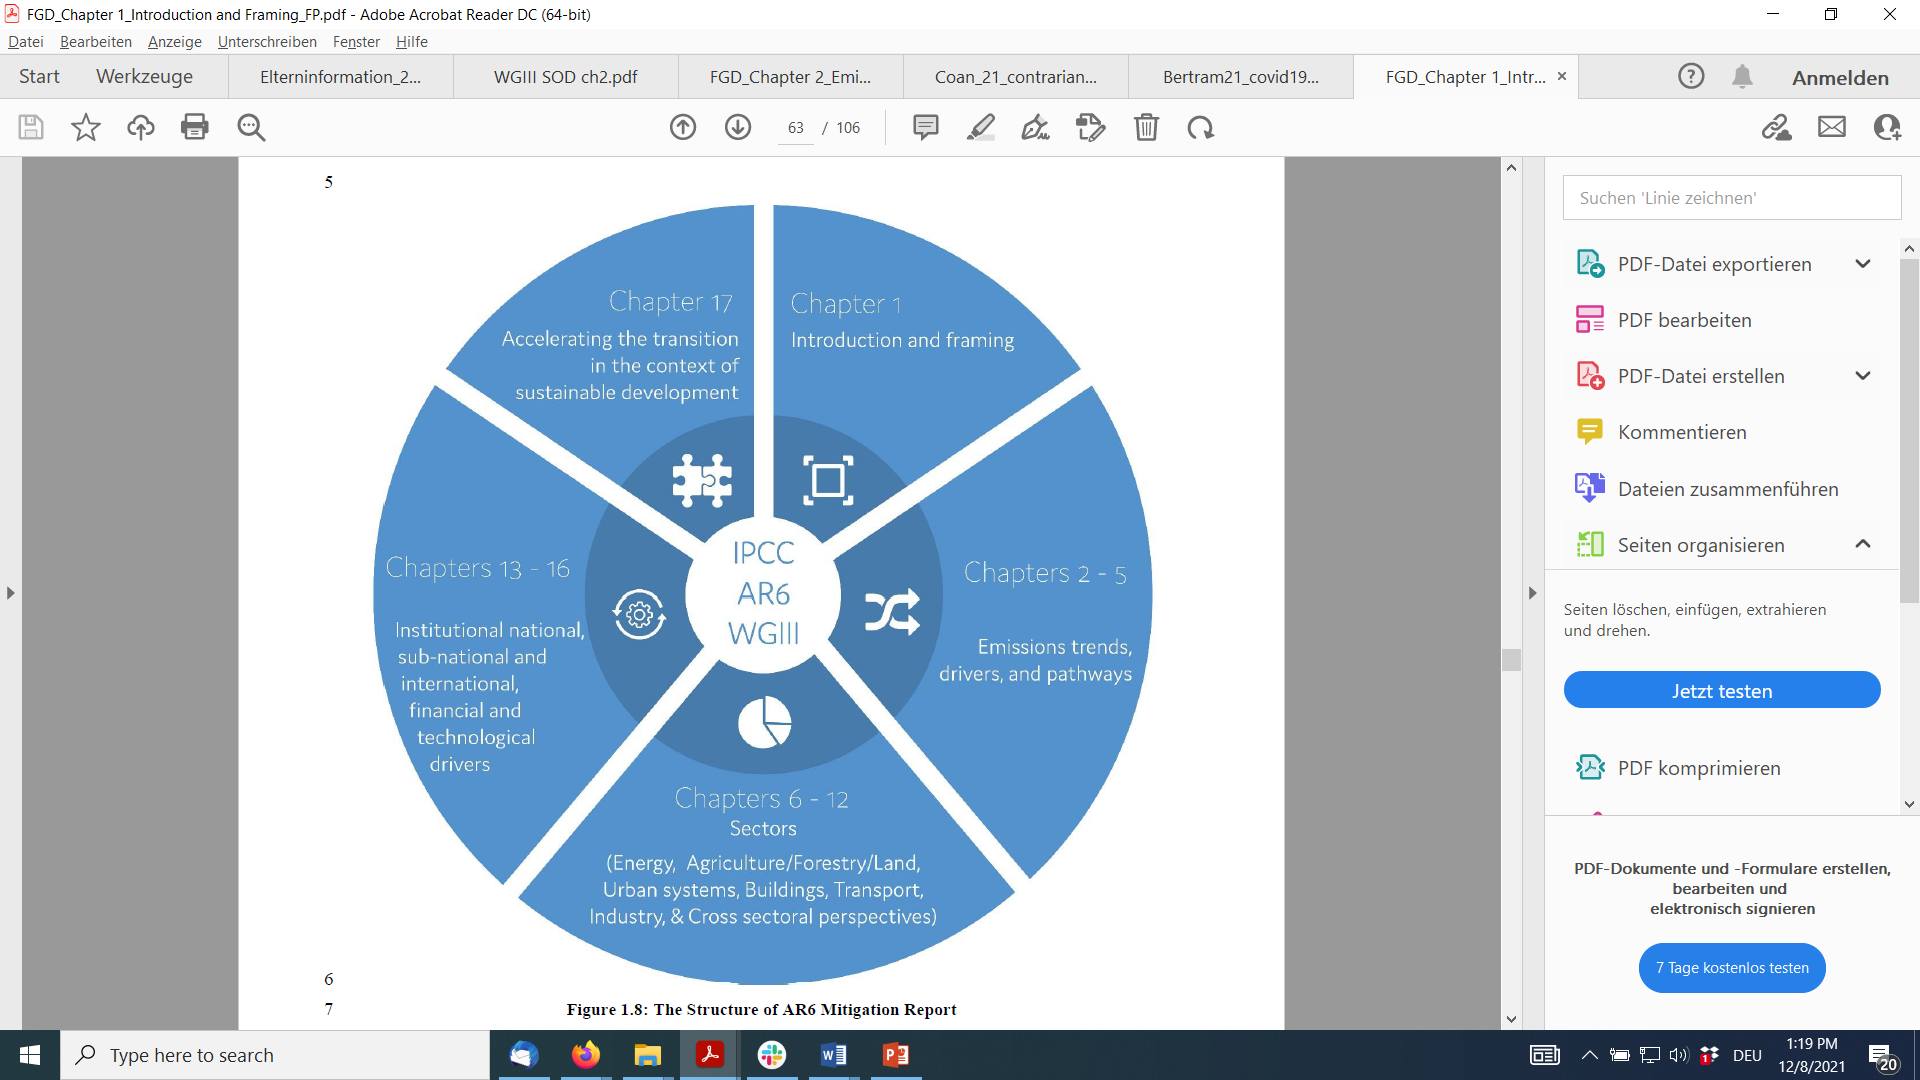 FGD_Chapter 1_Introduction and Framing_FP.pdf - Adobe Acrobat Reader DC (64-bit)
Datei Bearbeiten Anzeige Unterschreiben Fenster Hilfe
Start Werkzeuge Elterninformation_2... WGIII SOD ch2.pdf FGD_Chapter 2_Emi... Coan_21_contrarian... Bertram21_covid19... FGD_Chapter 1_Intr... × Anmelden
63 / 106
5
Chapter 17
Accelerating the transition
in the context of
sustainable development
Chapter 1
Introduction and framing
Chapters 2 - 5
Emissions trends,
drivers, and pathways
Chapters 6 - 12
Sectors
(Energy, Agriculture/Forestry/Land,
Urban systems, Buildings, Transport,
Industry, & Cross sectoral perspectives)
Chapters 13 - 16
Institutional national,
sub-national and
international,
financial and
technological
drivers
IPCC
AR6
WGIII
6
7 Figure 1.8: The Structure of AR6 Mitigation Report
Suchen 'Linie zeichnen'
PDF-Datei exportieren
PDF bearbeiten
PDF-Datei erstellen
Kommentieren
Dateien zusammenführen
Seiten organisieren
Seiten löschen, einfügen, extrahieren
und drehen.
Jetzt testen
PDF komprimieren
PDF-Dokumente und -Formulare erstellen,
bearbeiten und
elektronisch signieren
7 Tage kostenlos testen
Type here to search
DEU
1:19 PM
12/8/2021
20